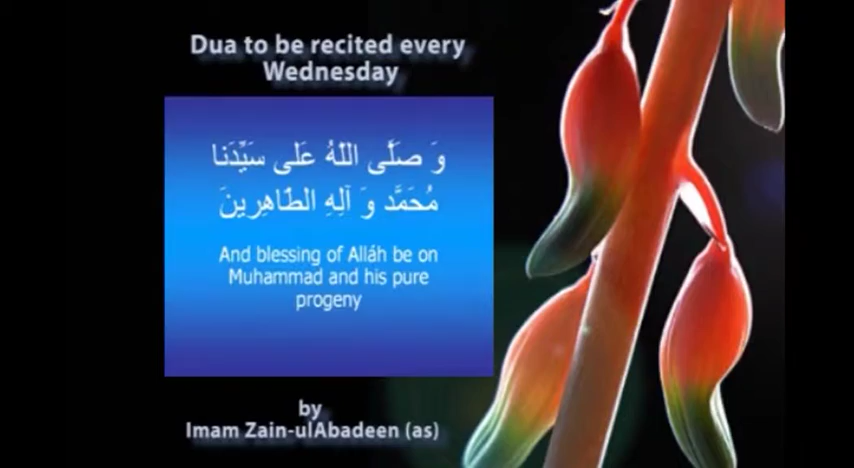 Dua to be recited every
Wednesday
وَ صَلَّى اللّٰهُ عَلى سَيِّدَنا
مُحَمَّد وَ آلِهِ الطّاهِرينَ
And blessing of Alláh be on
Muhammad and his pure
progeny
by
Imam Zain-ulAbadeen (as)